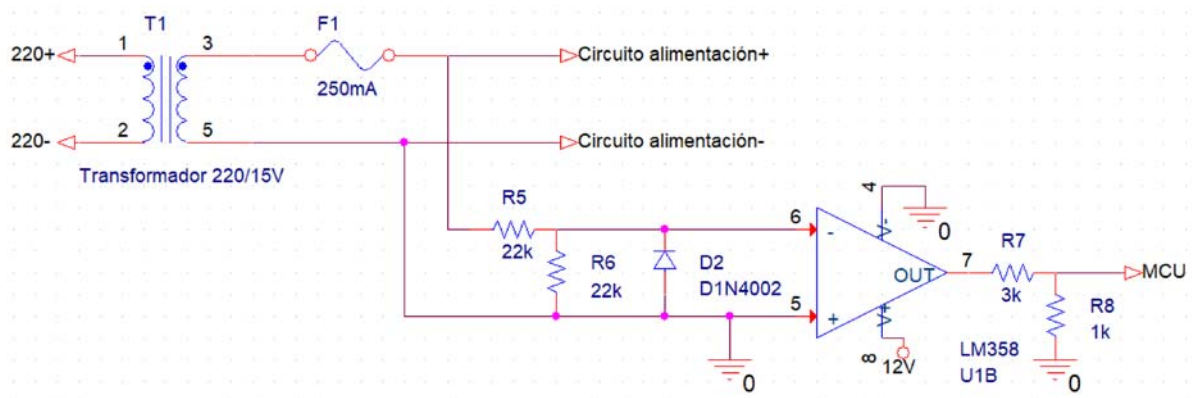 T1
F1
220+
1
3
Circuito alimentación+
250mA
220-
2
5
Circuito alimentación-
Transformador 220/15V
R5
22k
R6
22k
D2
D1N4002
6
-
4
V-
0
OUT
7
R7
3k
MCU
5
+
V+
8
12V
LM358
U1B
R8
1k
0
0